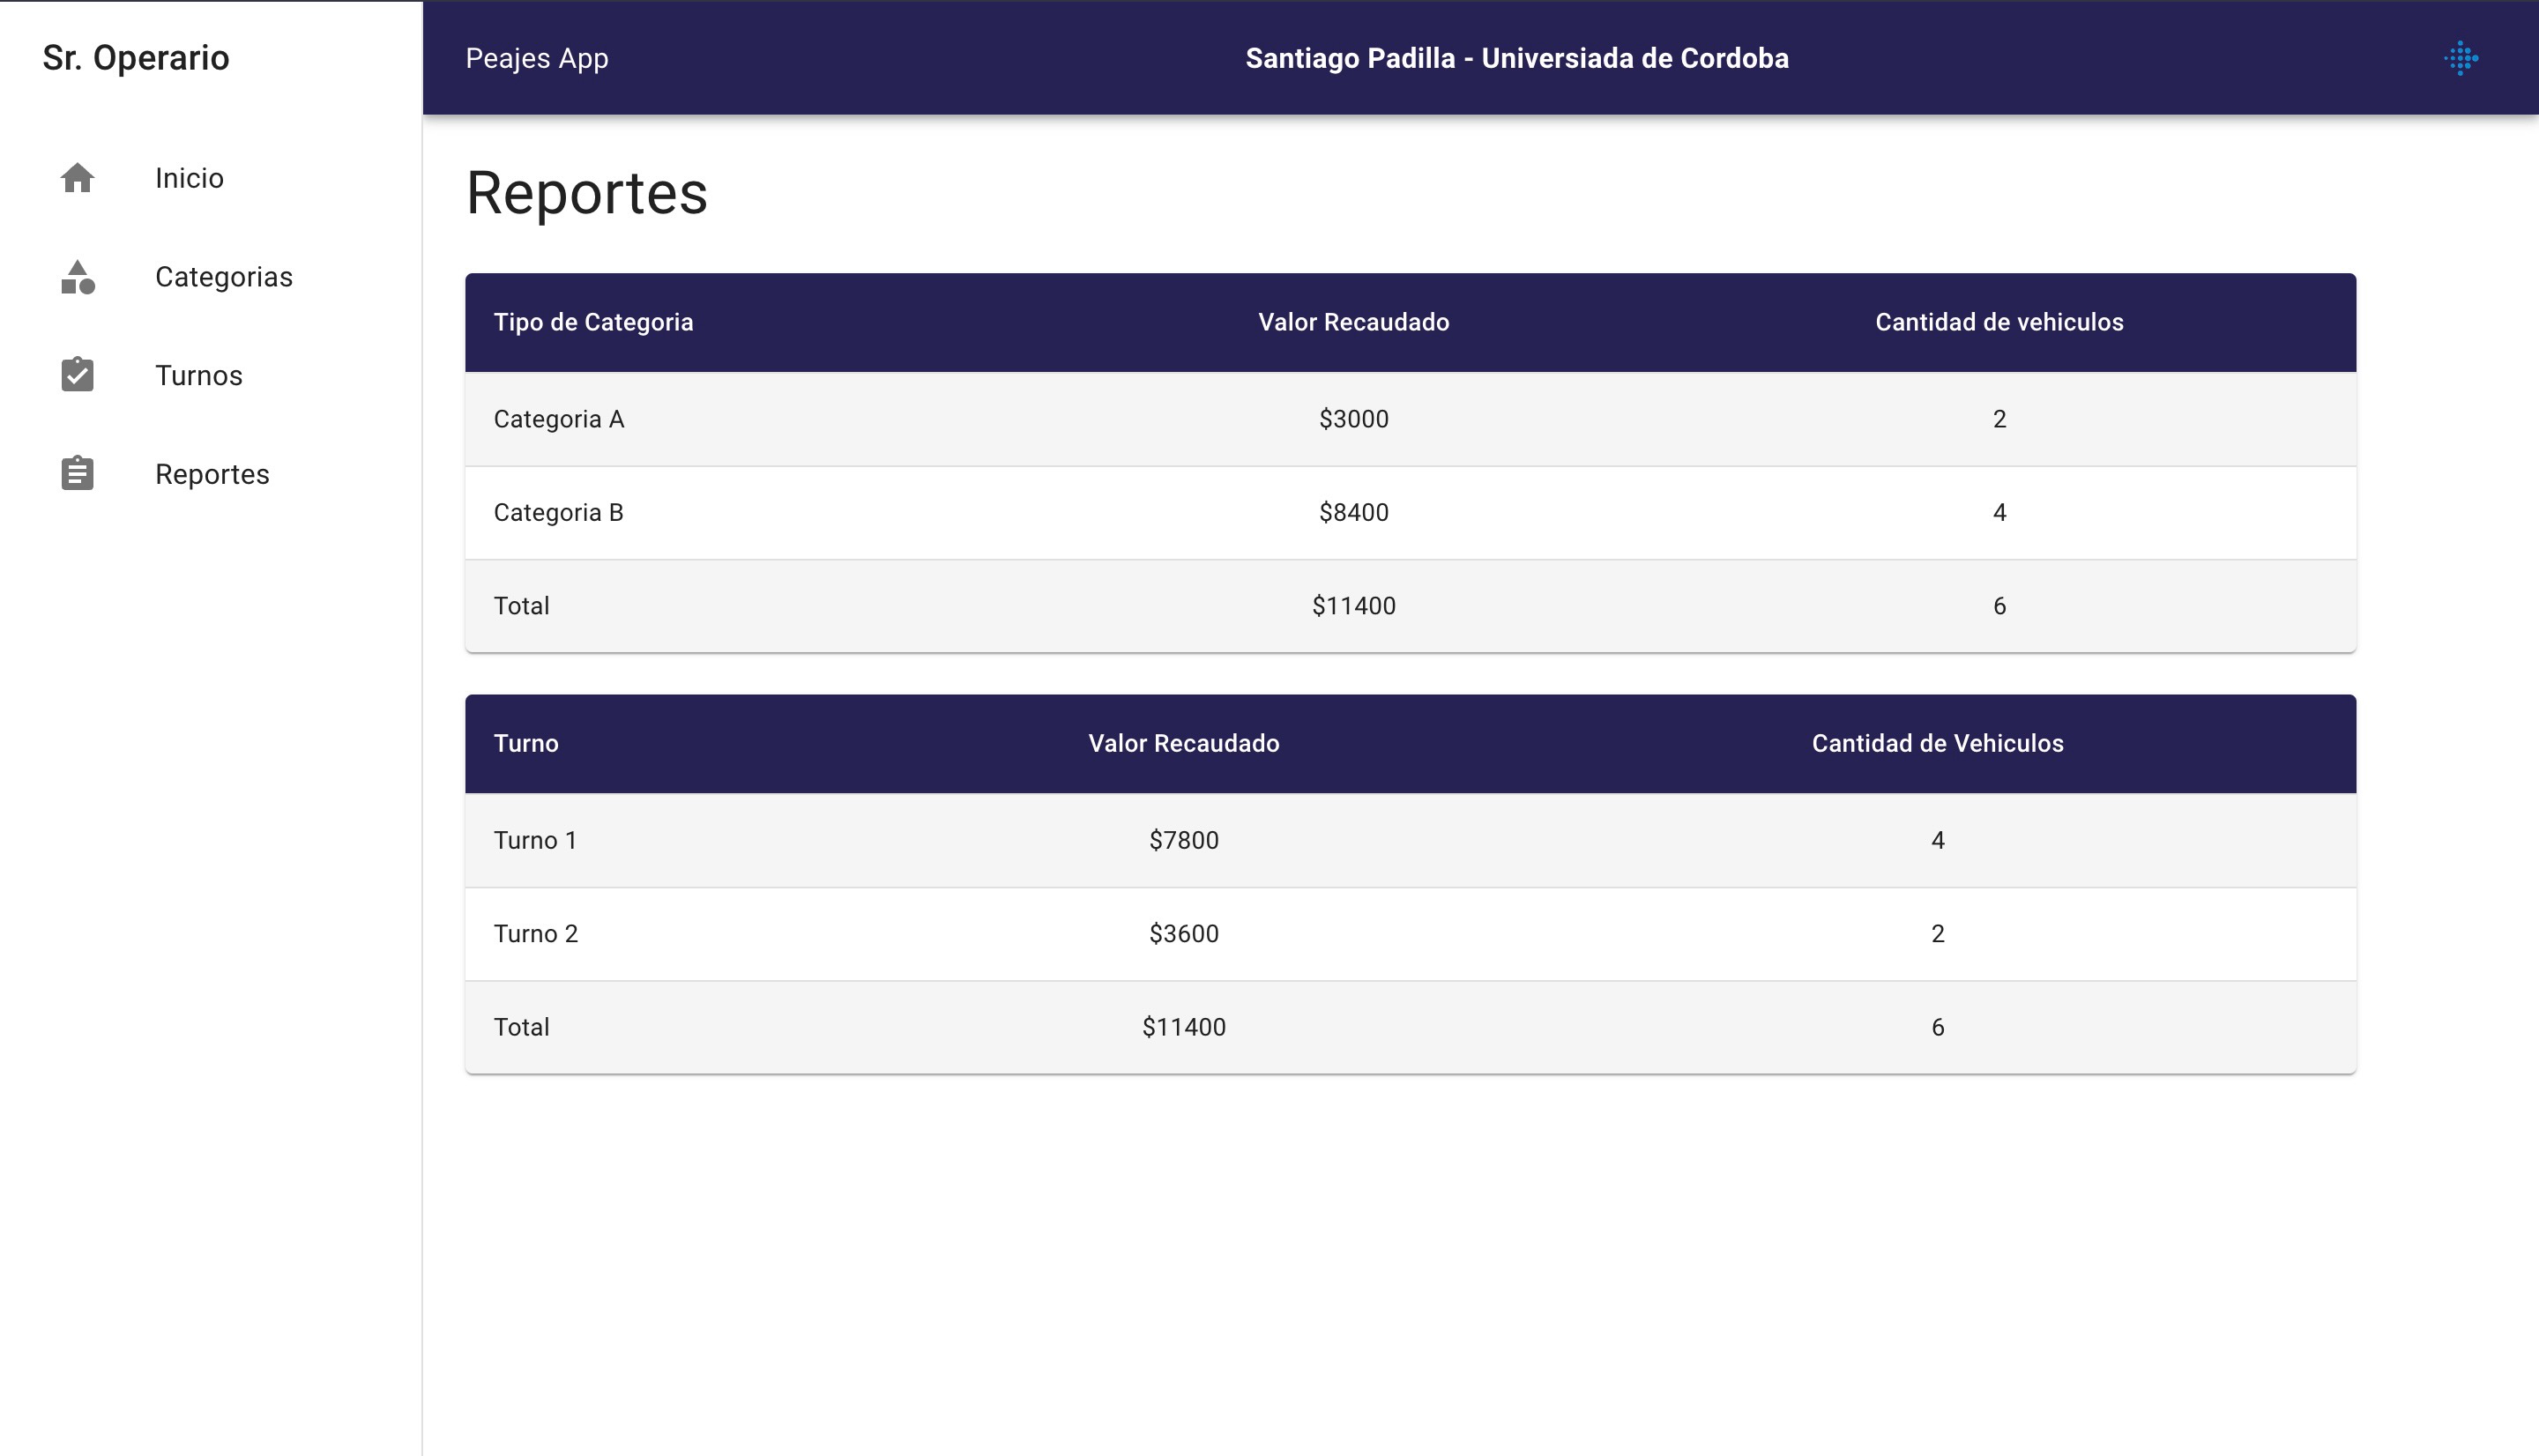 Sr. Operario
Inicio
Categorias
Turnos
Reportes
Peajes App
Santiago Padilla - Universiada de Cordoba
Reportes
Tipo de Categoria Valor Recaudado Cantidad de vehiculos
Categoria A $3000 2
Categoria B $8400 4
Total $11400 6
Turno Valor Recaudado Cantidad de Vehiculos
Turno 1 $7800 4
Turno 2 $3600 2
Total $11400 6